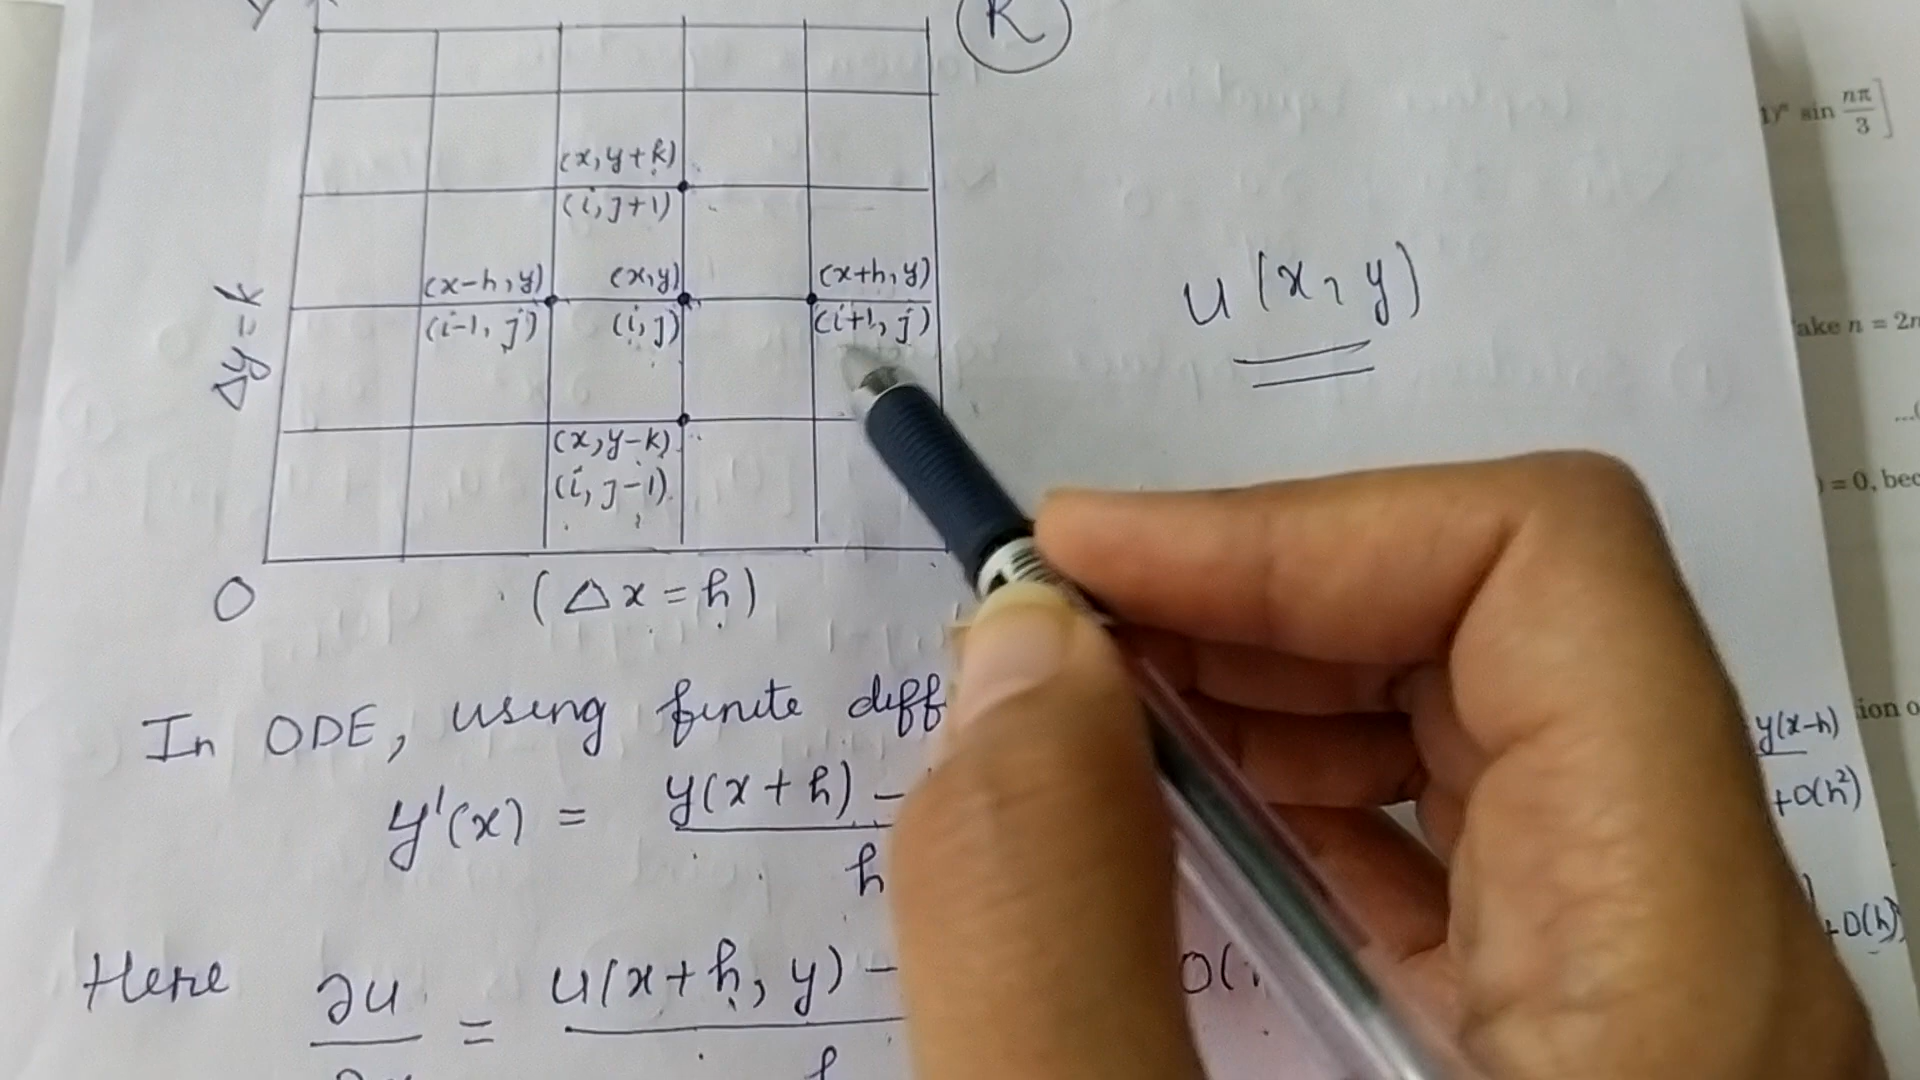 R
(x, y+k)
(i, j+1)
(x-h, y) (x, y) (x+h, y)
(i-1, j) (i, j) (i+1, j)
Δy = k
(x, y-k)
(i, j-1)
O (Δx = h)
u(x, y)
In ODE, using finite diff
y'(x) = y(x+h) -
h
Here ∂u = u(x+h, y) - O(
1)ⁿ sin nπ/3]
ake n = 2n
) = 0, bec
ion o
y(x-h)
+O(h²)
+O(h)